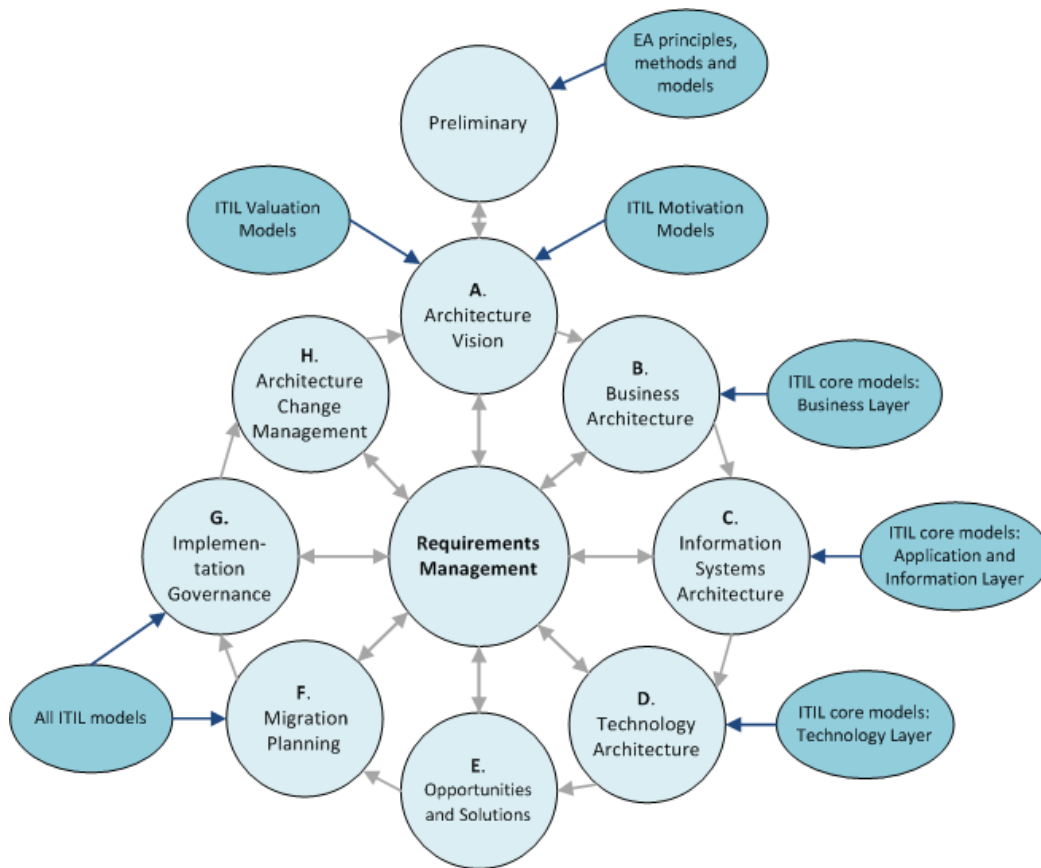 EA principles,
methods and
models
Preliminary
ITIL Valuation
Models
ITIL Motivation
Models
A.
Architecture
Vision
H.
Architecture
Change
Management
B.
Business
Architecture
ITIL core models:
Business Layer
G.
Implemen-
tation
Governance
Requirements
Management
C.
Information
Systems
Architecture
ITIL core models:
Application and
Information Layer
All ITIL models
F.
Migration
Planning
E.
Opportunities
and Solutions
D.
Technology
Architecture
ITIL core models:
Technology Layer